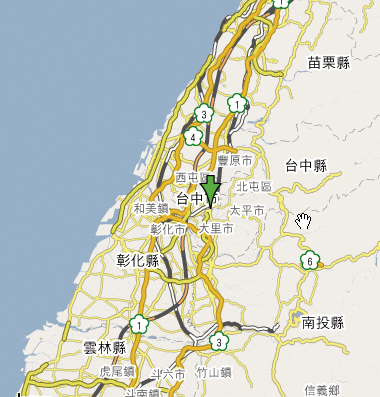 1
苗栗縣
3
1
4
豐原市
台中縣
西屯區
北屯區
台中市
和美鎮
太平市
彰化市
大里市
彰化縣
6
1
南投縣
3
雲林縣
虎尾鎮
斗六市
竹山鎮
斗南鎮
信義鄉